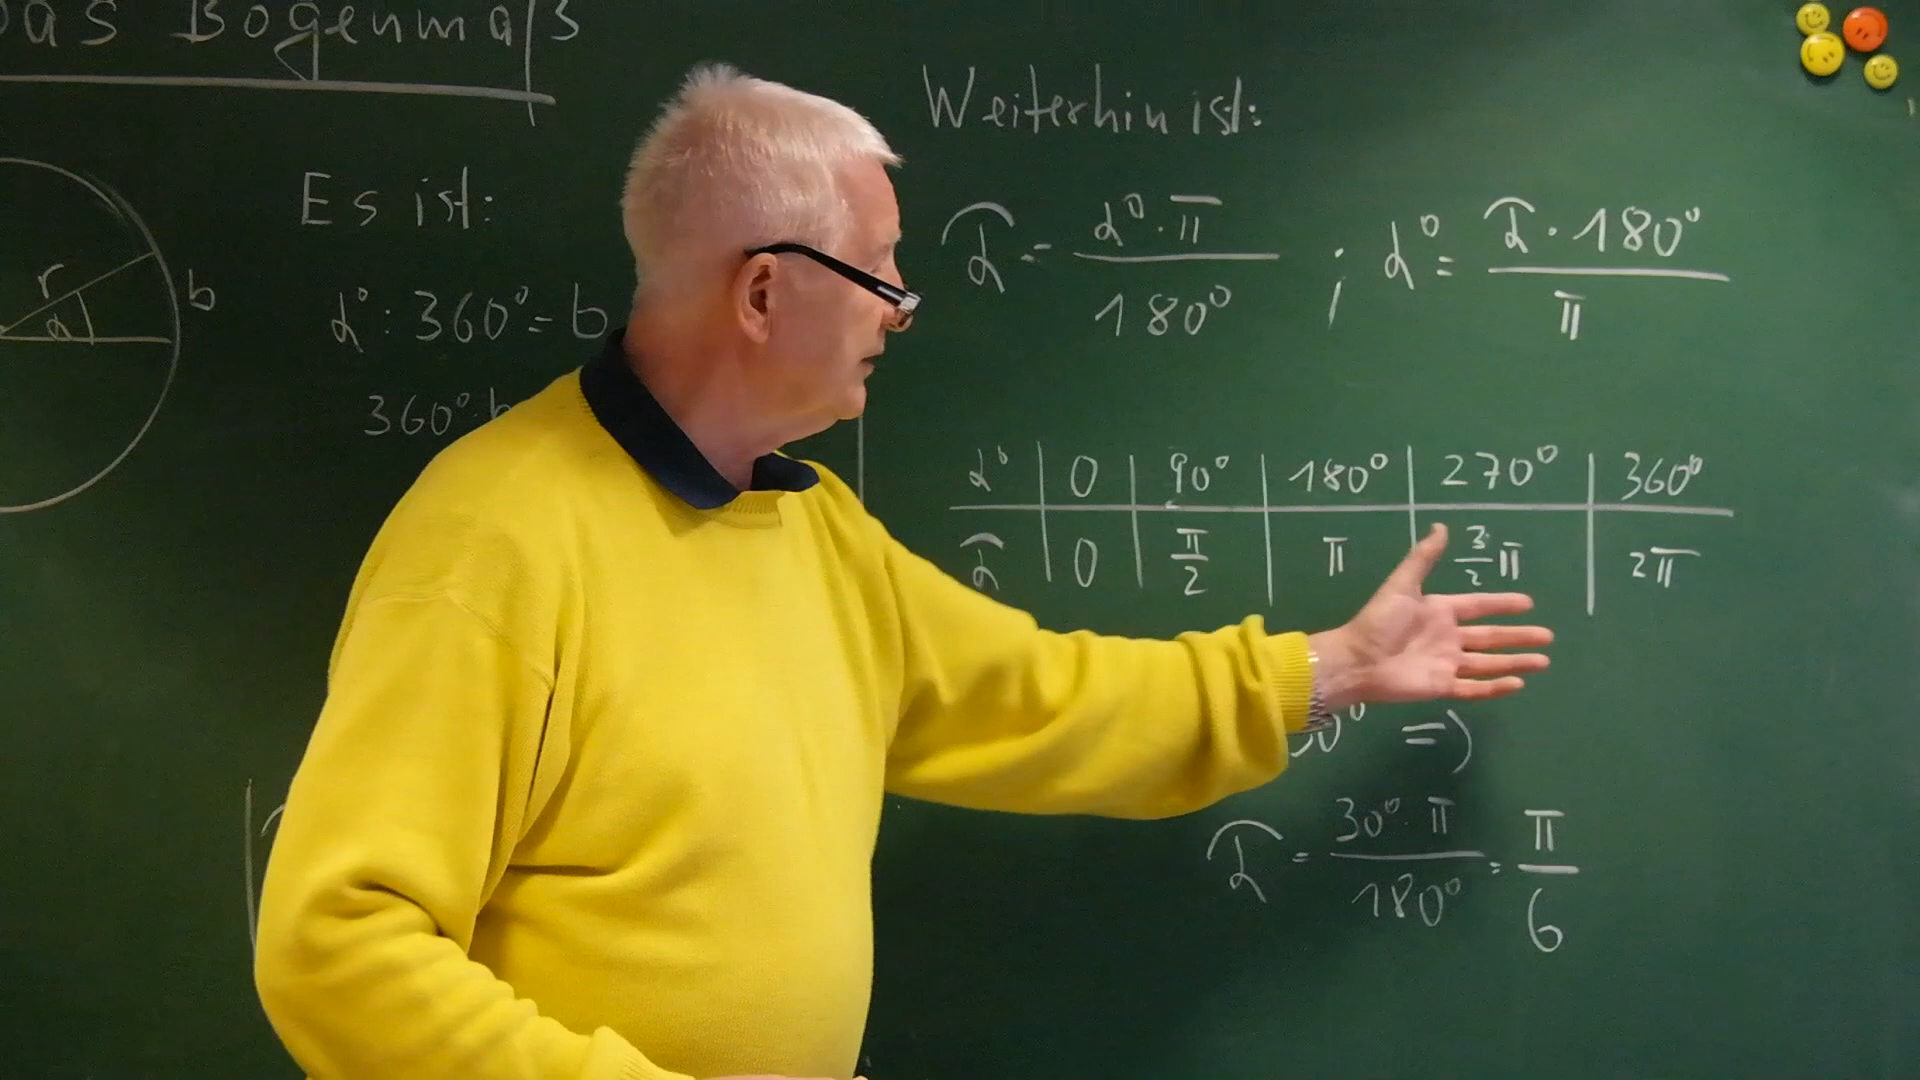 Das Bogenmaß
r
α
b
Es ist:
α° : 360° = b
360° · b
Weiterhin ist:
α̂ = α° · π / 180° ; α° = α̂ · 180° / π
α° | 0 | 90° | 180° | 270° | 360°
α̂ | 0 | π/2 | π | 3/2 π | 2π
30° =>
α̂ = 30° · π / 180° = π / 6